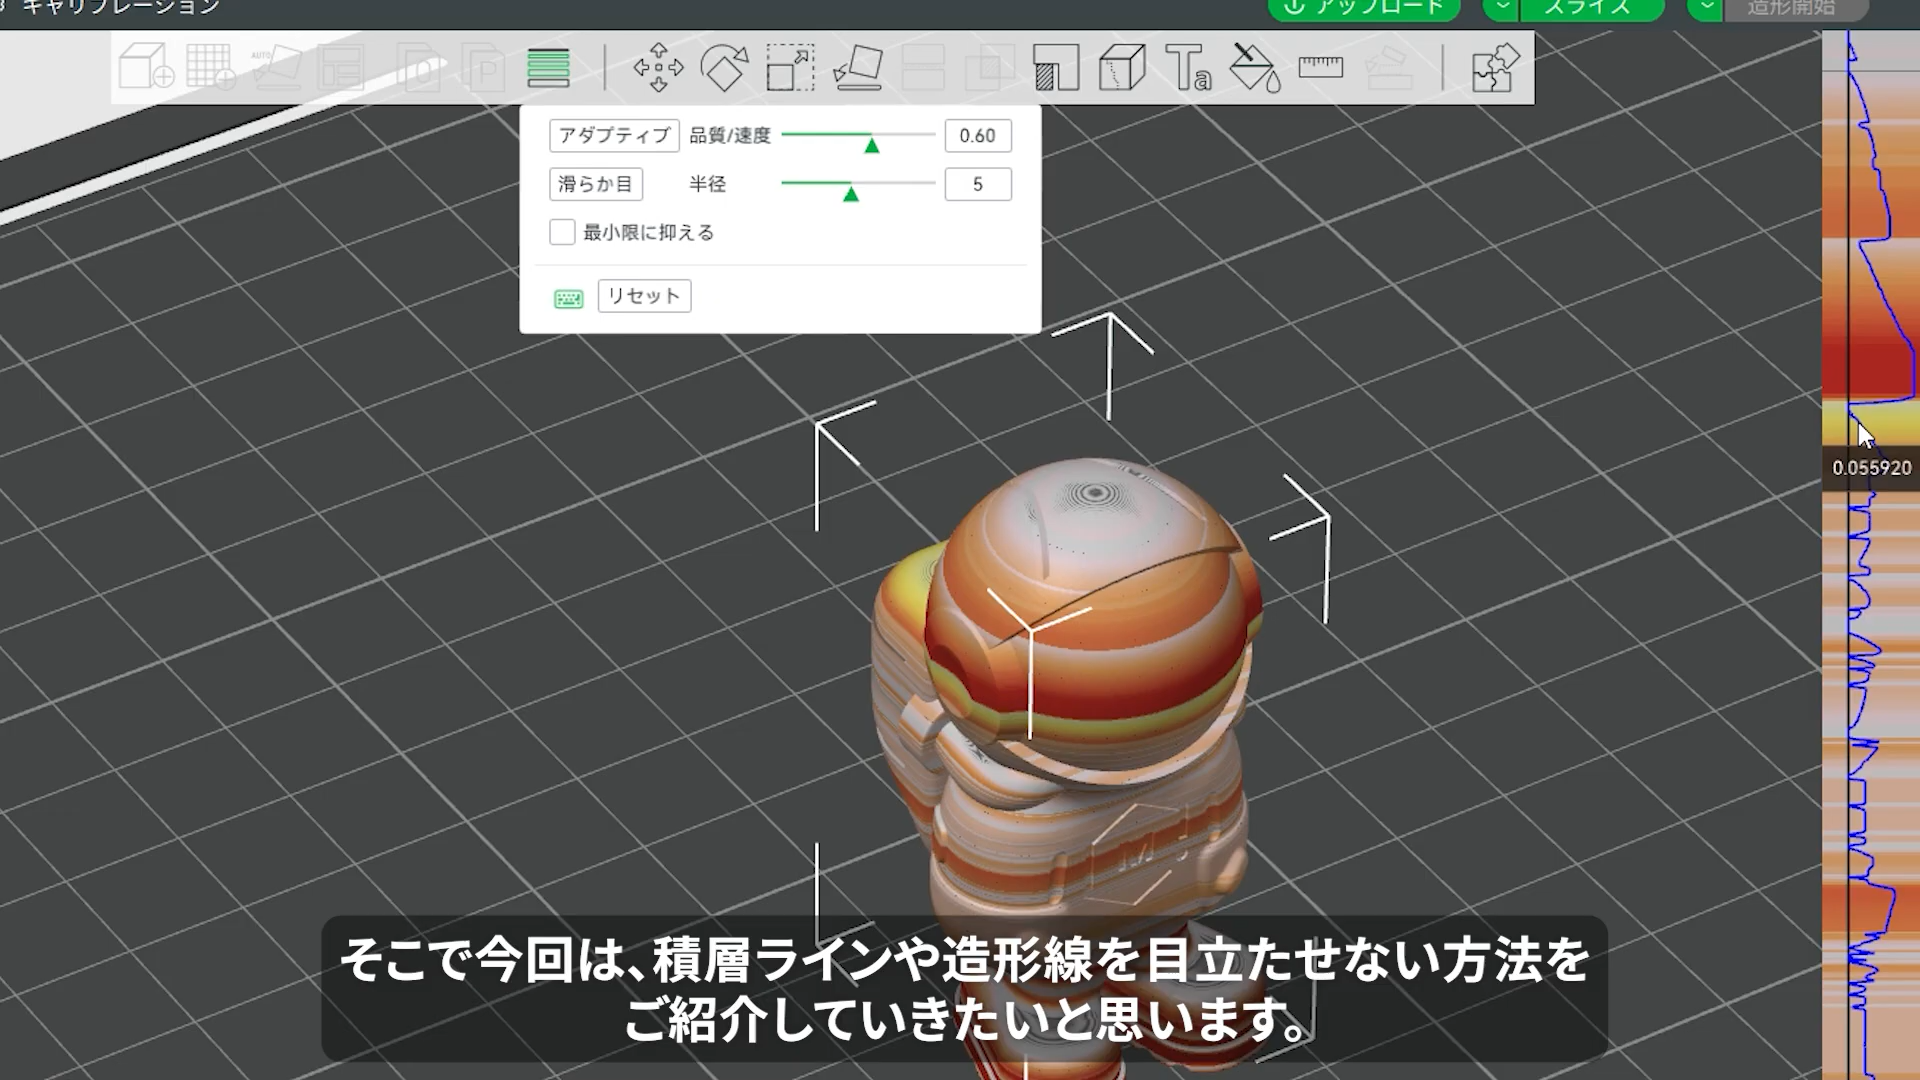 キャリブレーション
アップロード
スライス
造形開始
AUTO
O
P
Ta
アダプティブ 品質/速度 0.60
滑らか目 半径 5
最小限に抑える
リセット
0.055920
そこで今回は、積層ラインや造形線を目立たせない方法を
ご紹介していきたいと思います。